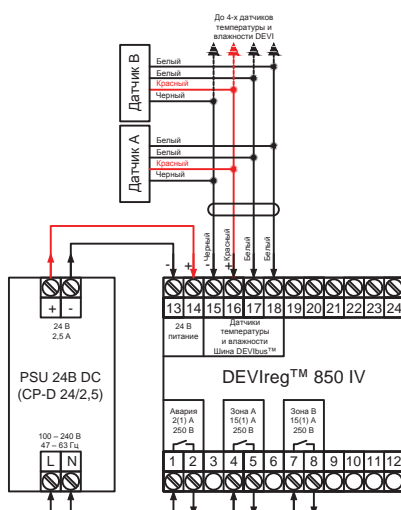 До 4-х датчиков
температуры и
влажности DEVI
Датчик B
Белый
Белый
Красный
Черный
Датчик A
Белый
Белый
Красный
Черный
- Черный
+ Красный
Белый
Белый
- +
+ -
24 В
2,5 А
PSU 24В DC
(CP-D 24/2,5)
100 – 240 В
47 – 63 Гц
L N
13 14 15 16 17 18 19 20 21 22 23 24
24 В
питание
Датчики
температуры
и влажности
Шина DEVIbus™
DEVIreg™ 850 IV
Авария
2(1) А
250 В
Зона А
15(1) А
250 В
Зона В
15(1) А
250 В
1 2 3 4 5 6 7 8 9 10 11 12